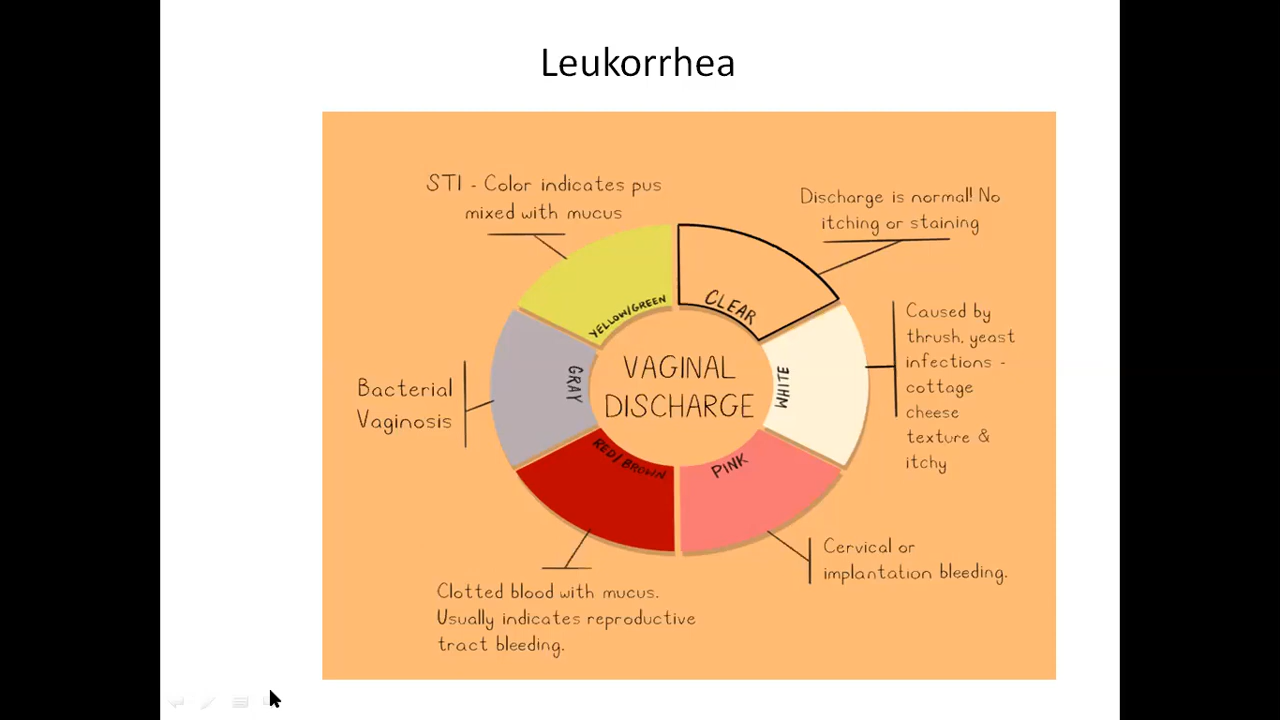 Leukorrhea
STI - Color indicates pus
mixed with mucus
Discharge is normal! No
itching or staining
YELLOW/GREEN
CLEAR
Caused by
thrush, yeast
infections -
cottage
cheese
texture &
itchy
VAGINAL
DISCHARGE
GRAY
WHITE
Bacterial
Vaginosis
RED/BROWN
PINK
Cervical or
implantation bleeding.
Clotted blood with mucus.
Usually indicates reproductive
tract bleeding.